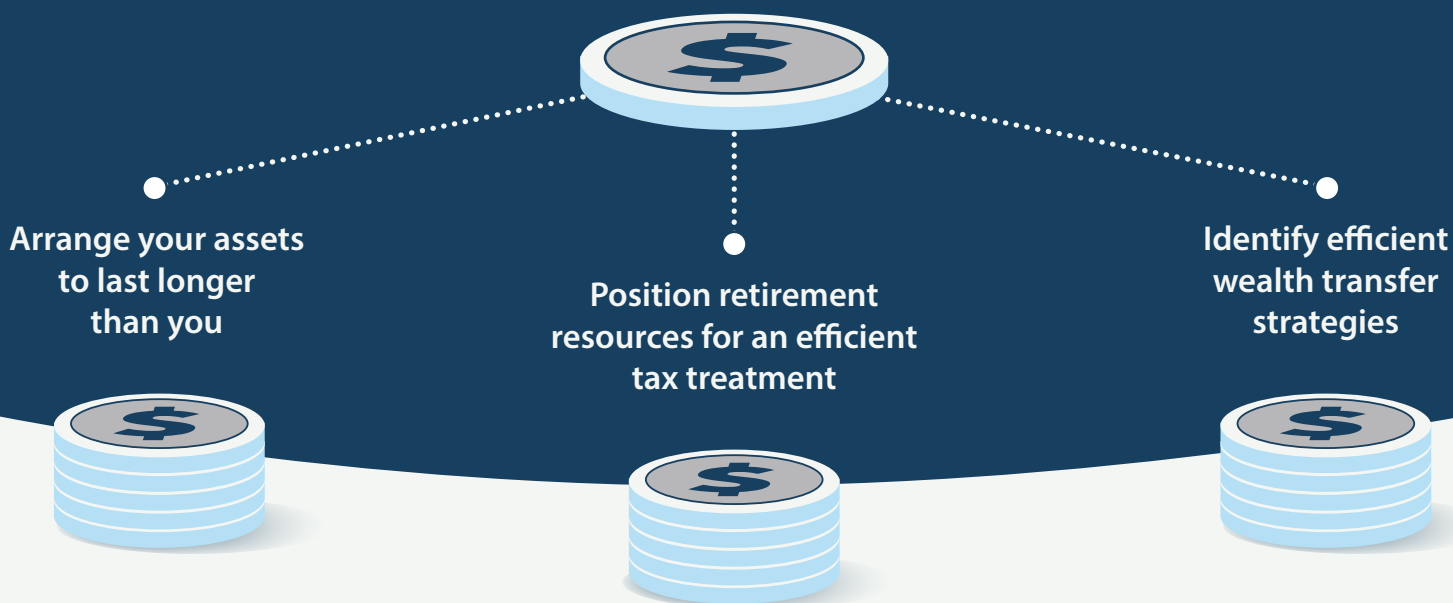 $
Arrange your assets
to last longer
than you
Position retirement
resources for an efficient
tax treatment
Identify efficient
wealth transfer
strategies
$
$
$